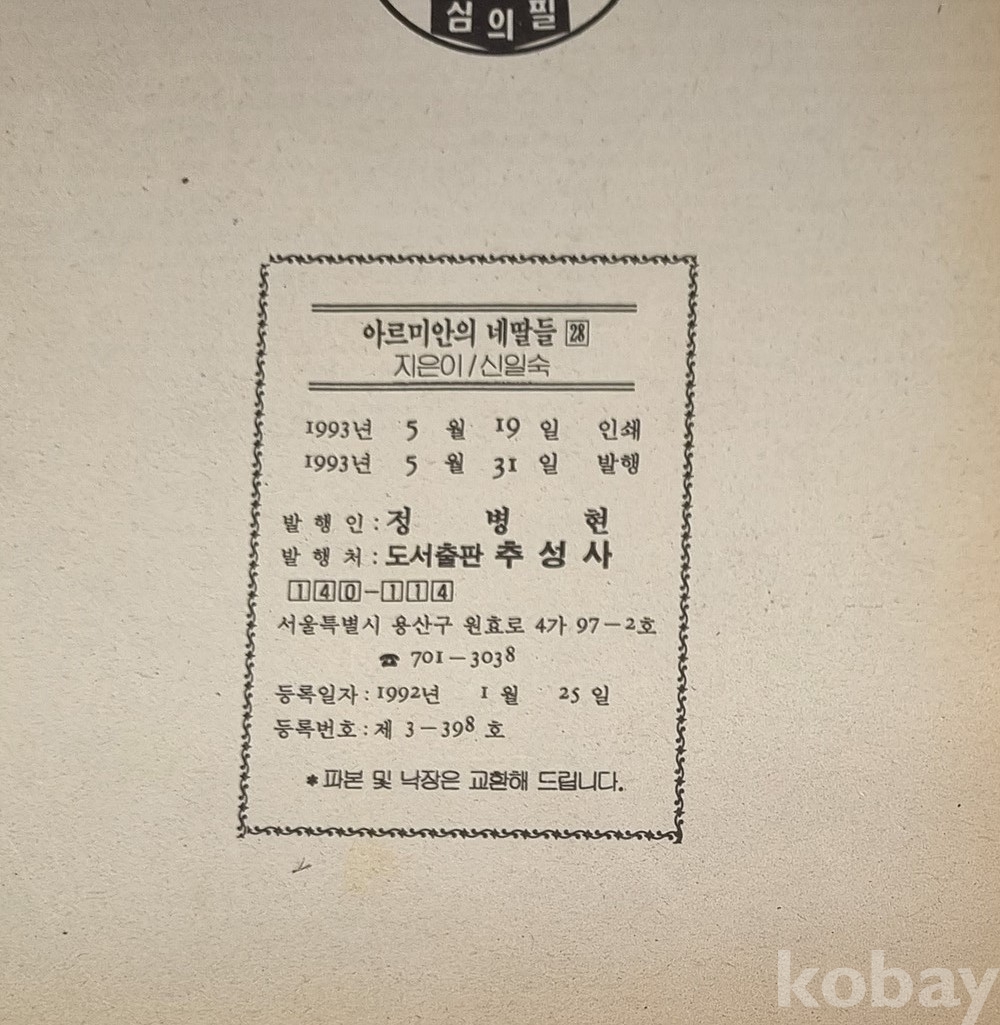 심의필
아르미안의 네딸들 28
지은이/신일숙
1993년 5 월 19 일 인쇄
1993년 5 월 31 일 발행
발 행 인 : 정 병 현
발 행 처 : 도서출판 추 성 사
140-114
서울특별시 용산구 원효로 4가 97-2호
☎ 701-3038
등록일자 : 1992년 1 월 25 일
등록번호 : 제 3-398 호
*파본 및 낙장은 교환해 드립니다.
kobay